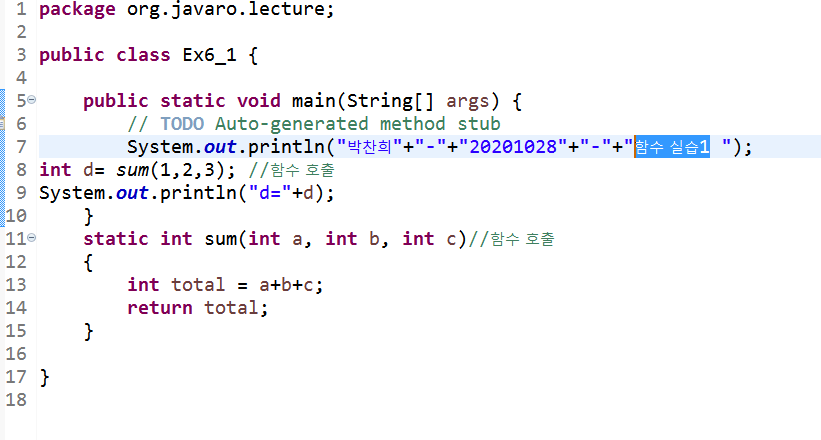 1 package org.javaro.lecture;
2
3 public class Ex6_1 {
4
5 public static void main(String[] args) {
6 // TODO Auto-generated method stub
7 System.out.println("박찬희"+"-"+"20201028"+"-"+"함수 실습1 ");
8 int d= sum(1,2,3); //함수 호출
9 System.out.println("d="+d);
10 }
11 static int sum(int a, int b, int c)//함수 호출
12 {
13 int total = a+b+c;
14 return total;
15 }
16
17 }
18